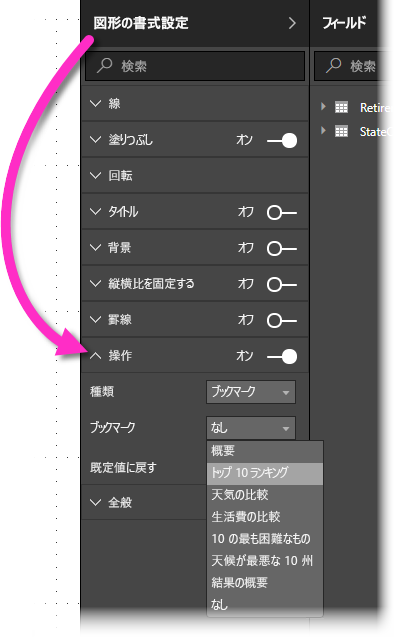 図形の書式設定
フィールド
検索
検索
線
塗りつぶし オン
回転
タイトル オフ
背景 オフ
縦横比を固定する オフ
罫線 オフ
操作 オン
種類 ブックマーク
ブックマーク なし
既定値に戻す
全般
概要
トップ 10 ランキング
天気の比較
生活費の比較
10 の最も困難なもの
天候が最悪な 10 州
結果の概要
なし
Retire
State